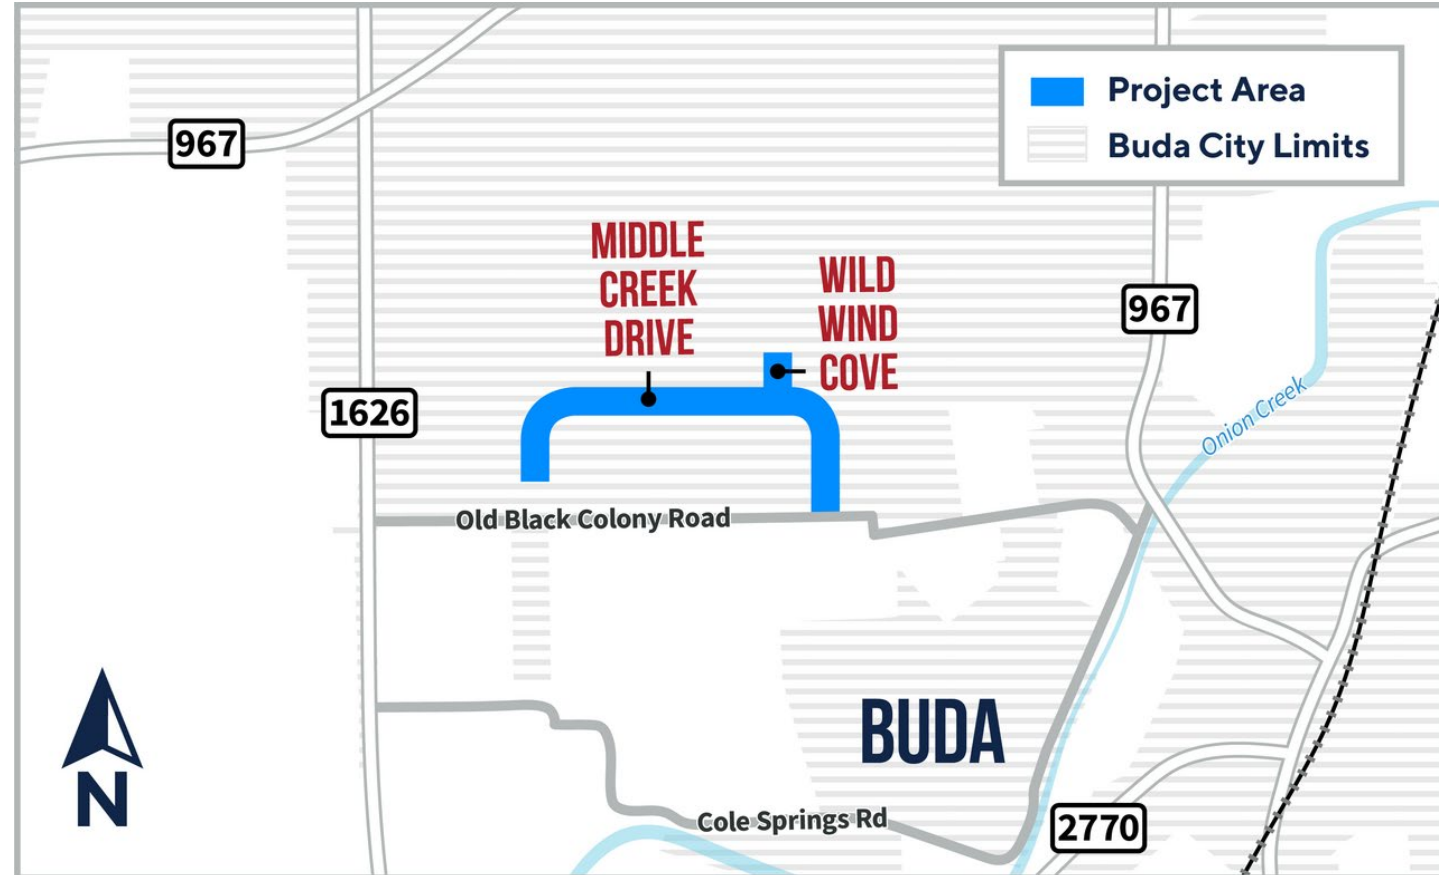 Project Area
Buda City Limits
967
MIDDLE
CREEK
DRIVE
WILD
WIND
COVE
967
1626
Onion Creek
Old Black Colony Road
BUDA
N
Cole Springs Rd
2770